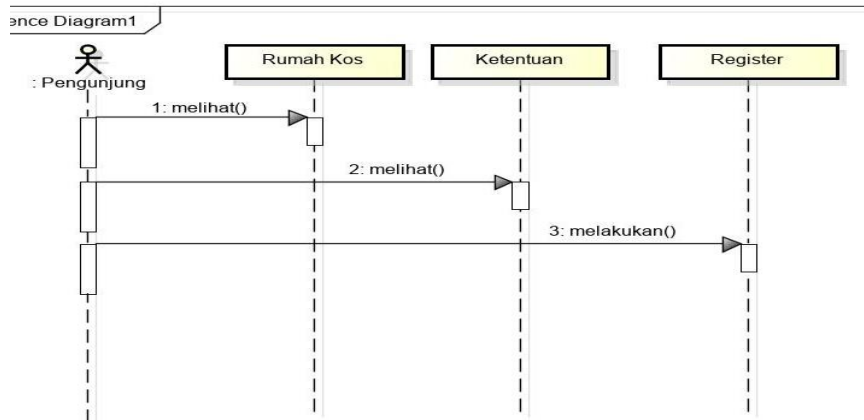 ence Diagram1
Rumah Kos
Ketentuan
Register
: Pengunjung
1: melihat()
2: melihat()
3: melakukan()